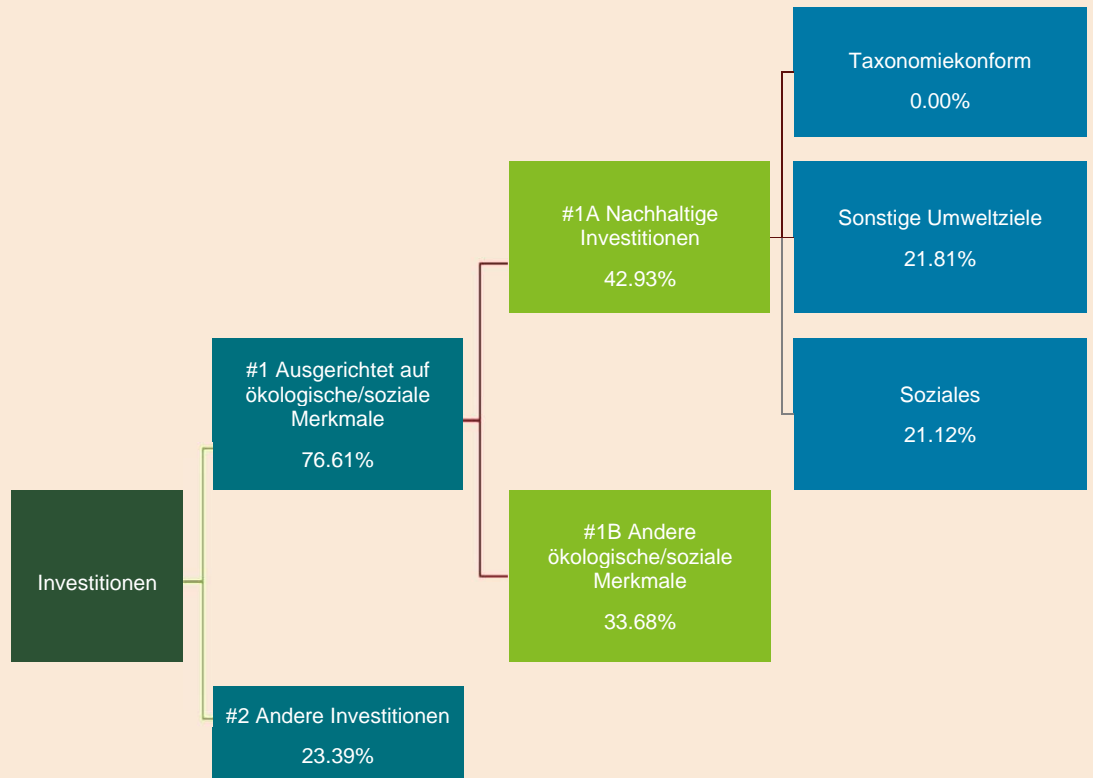 Taxonomiekonform
0.00%
#1A Nachhaltige
Investitionen
42.93%
Sonstige Umweltziele
21.81%
#1 Ausgerichtet auf
ökologische/soziale
Merkmale
76.61%
Soziales
21.12%
Investitionen
#1B Andere
ökologische/soziale
Merkmale
33.68%
#2 Andere Investitionen
23.39%